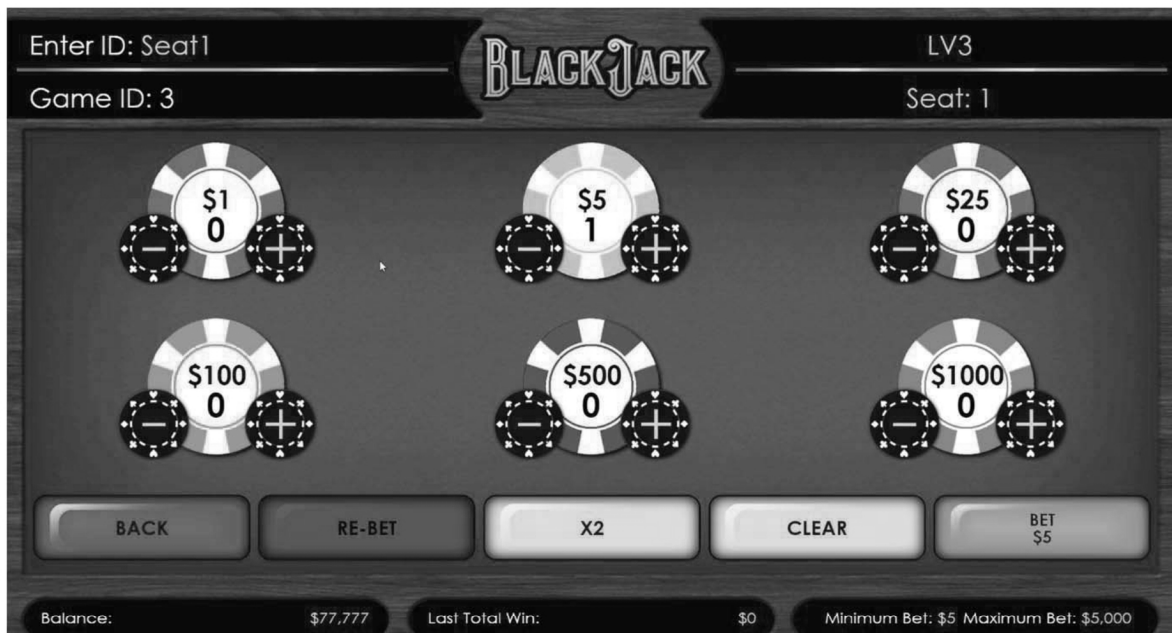 Enter ID: Seat1
BLACKJACK
LV3
Game ID: 3
Seat: 1
$1
0
$5
1
$25
0
$100
0
$500
0
$1000
0
BACK
RE-BET
X2
CLEAR
BET
$5
Balance: $77,777
Last Total Win: $0
Minimum Bet: $5 Maximum Bet: $5,000